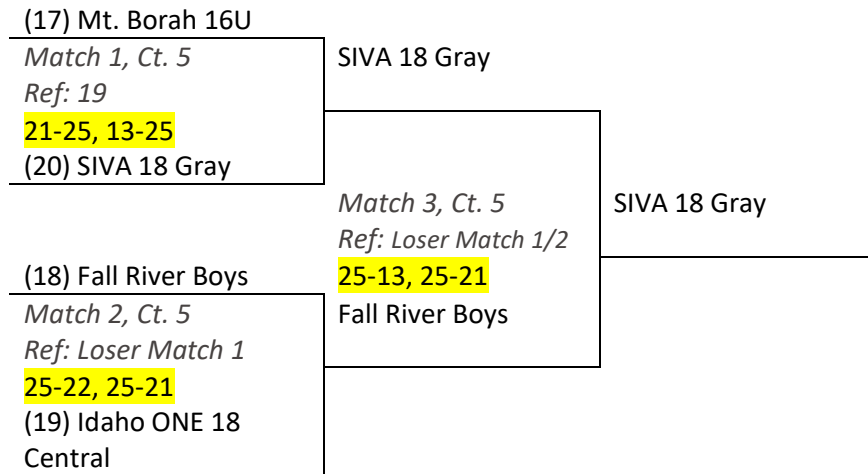 (17) Mt. Borah 16U
Match 1, Ct. 5
Ref: 19
21-25, 13-25
(20) SIVA 18 Gray
SIVA 18 Gray
(18) Fall River Boys
Match 2, Ct. 5
Ref: Loser Match 1
25-22, 25-21
(19) Idaho ONE 18
Central
Match 3, Ct. 5
Ref: Loser Match 1/2
25-13, 25-21
Fall River Boys
SIVA 18 Gray